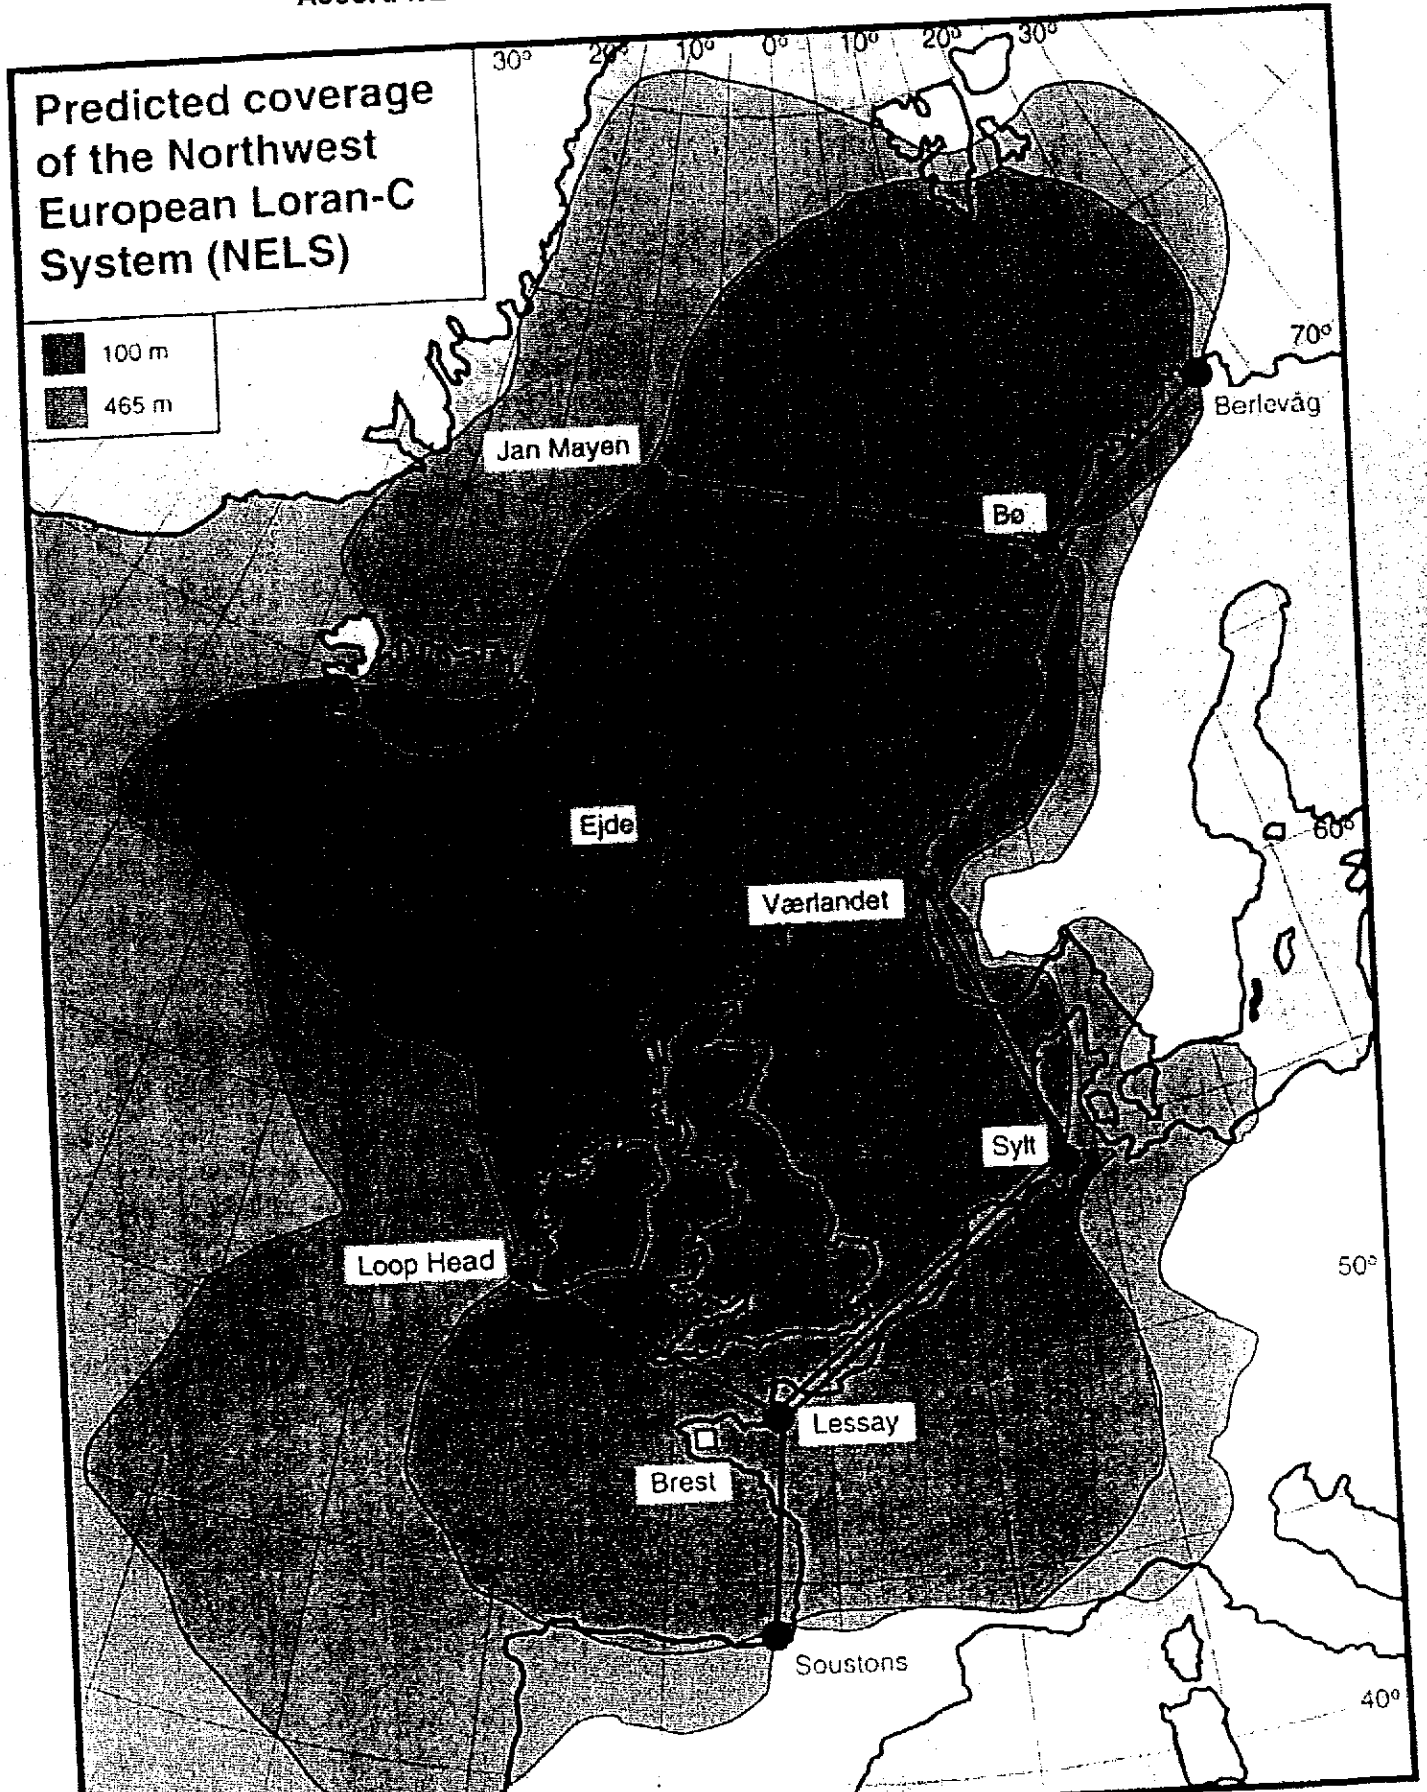 30° 20° 10° 0° 10° 20° 30°
Predicted coverage
of the Northwest
European Loran-C
System (NELS)
100 m
465 m
70°
Berlevåg
Jan Mayen
Bø
Ejde
60°
Værlandet
Sylt
Loop Head
50°
Lessay
Brest
Soustons
40°